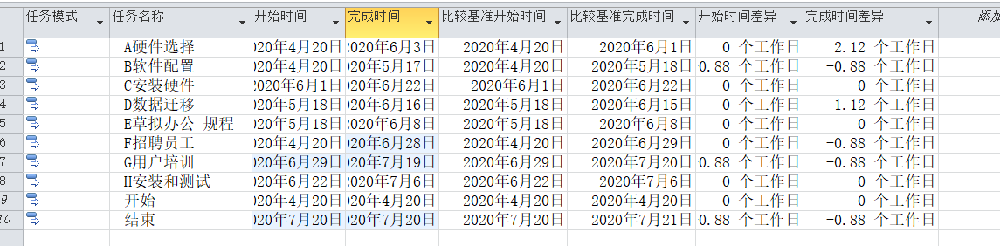 任务模式 任务名称 开始时间 完成时间 比较基准开始时间 比较基准完成时间 开始时间差异 完成时间差异
1 A硬件选择 020年4月20日 2020年6月3日 2020年4月20日 2020年6月1日 0 个工作日 2.12 个工作日
2 B软件配置 020年4月20日 020年5月17日 2020年4月20日 2020年5月18日 0.88 个工作日 -0.88 个工作日
3 C安装硬件 2020年6月1日 020年6月22日 2020年6月1日 2020年6月22日 0 个工作日 0 个工作日
4 D数据迁移 020年5月18日 020年6月16日 2020年5月18日 2020年6月15日 0 个工作日 1.12 个工作日
5 E草拟办公 规程 020年5月18日 2020年6月8日 2020年5月18日 2020年6月8日 0 个工作日 0 个工作日
6 F招聘员工 020年4月20日 020年6月28日 2020年4月20日 2020年6月29日 0 个工作日 -0.88 个工作日
7 G用户培训 020年6月29日 020年7月19日 2020年6月29日 2020年7月20日 0.88 个工作日 -0.88 个工作日
8 H安装和测试 020年6月22日 2020年7月6日 2020年6月22日 2020年7月6日 0 个工作日 0 个工作日
9 开始 020年4月20日 020年4月20日 2020年4月20日 2020年4月20日 0 个工作日 0 个工作日
10 结束 020年7月20日 020年7月20日 2020年7月20日 2020年7月21日 0.88 个工作日 -0.88 个工作日